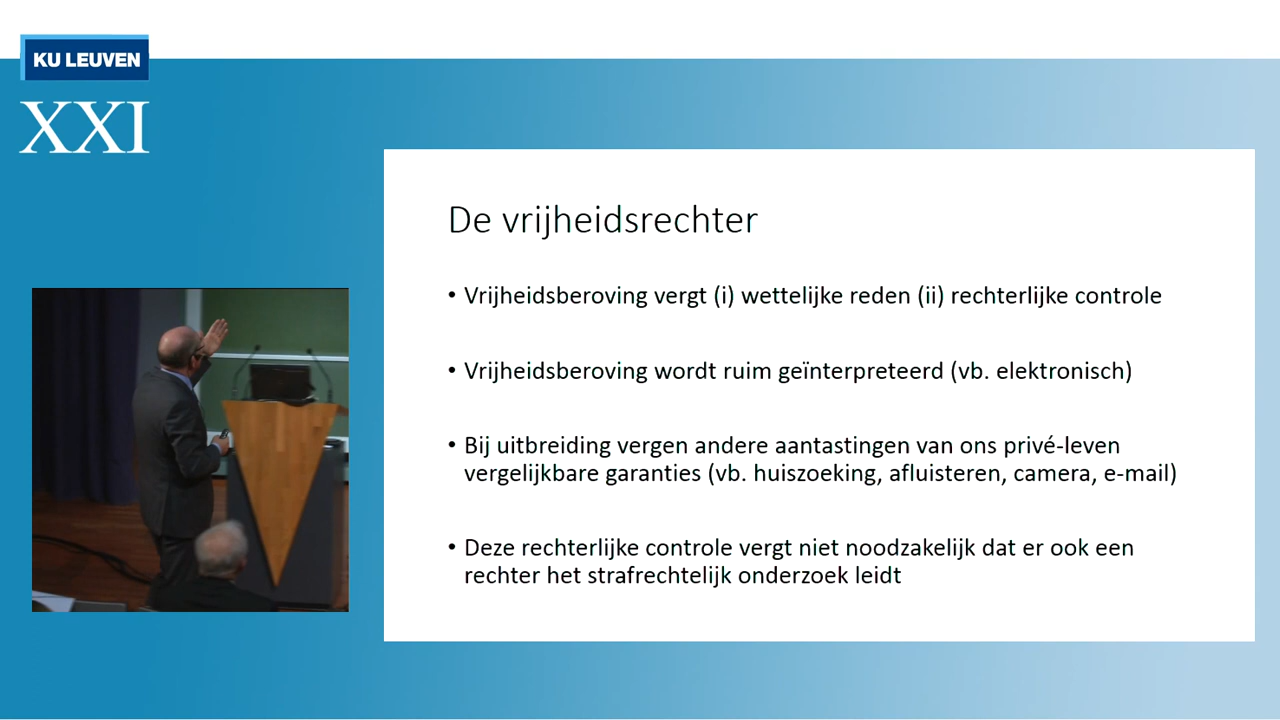 KU LEUVEN
XXI
De vrijheidsrechter
• Vrijheidsberoving vergt (i) wettelijke reden (ii) rechterlijke controle
• Vrijheidsberoving wordt ruim geïnterpreteerd (vb. elektronisch)
• Bij uitbreiding vergen andere aantastingen van ons privé-leven
vergelijkbare garanties (vb. huiszoeking, afluisteren, camera, e-mail)
• Deze rechterlijke controle vergt niet noodzakelijk dat er ook een
rechter het strafrechtelijk onderzoek leidt